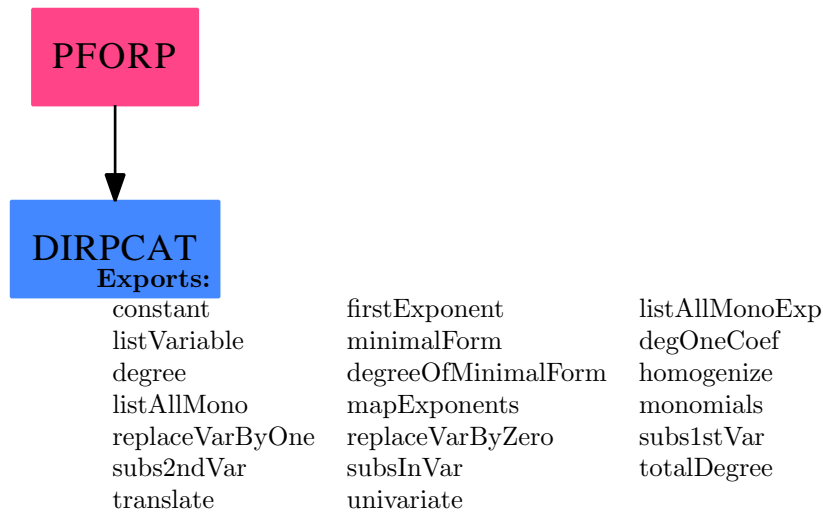 PFORP
DIRPCAT
Exports:
constant firstExponent listAllMonoExp
listVariable minimalForm degOneCoef
degree degreeOfMinimalForm homogenize
listAllMono mapExponents monomials
replaceVarByOne replaceVarByZero subs1stVar
subs2ndVar subsInVar totalDegree
translate univariate